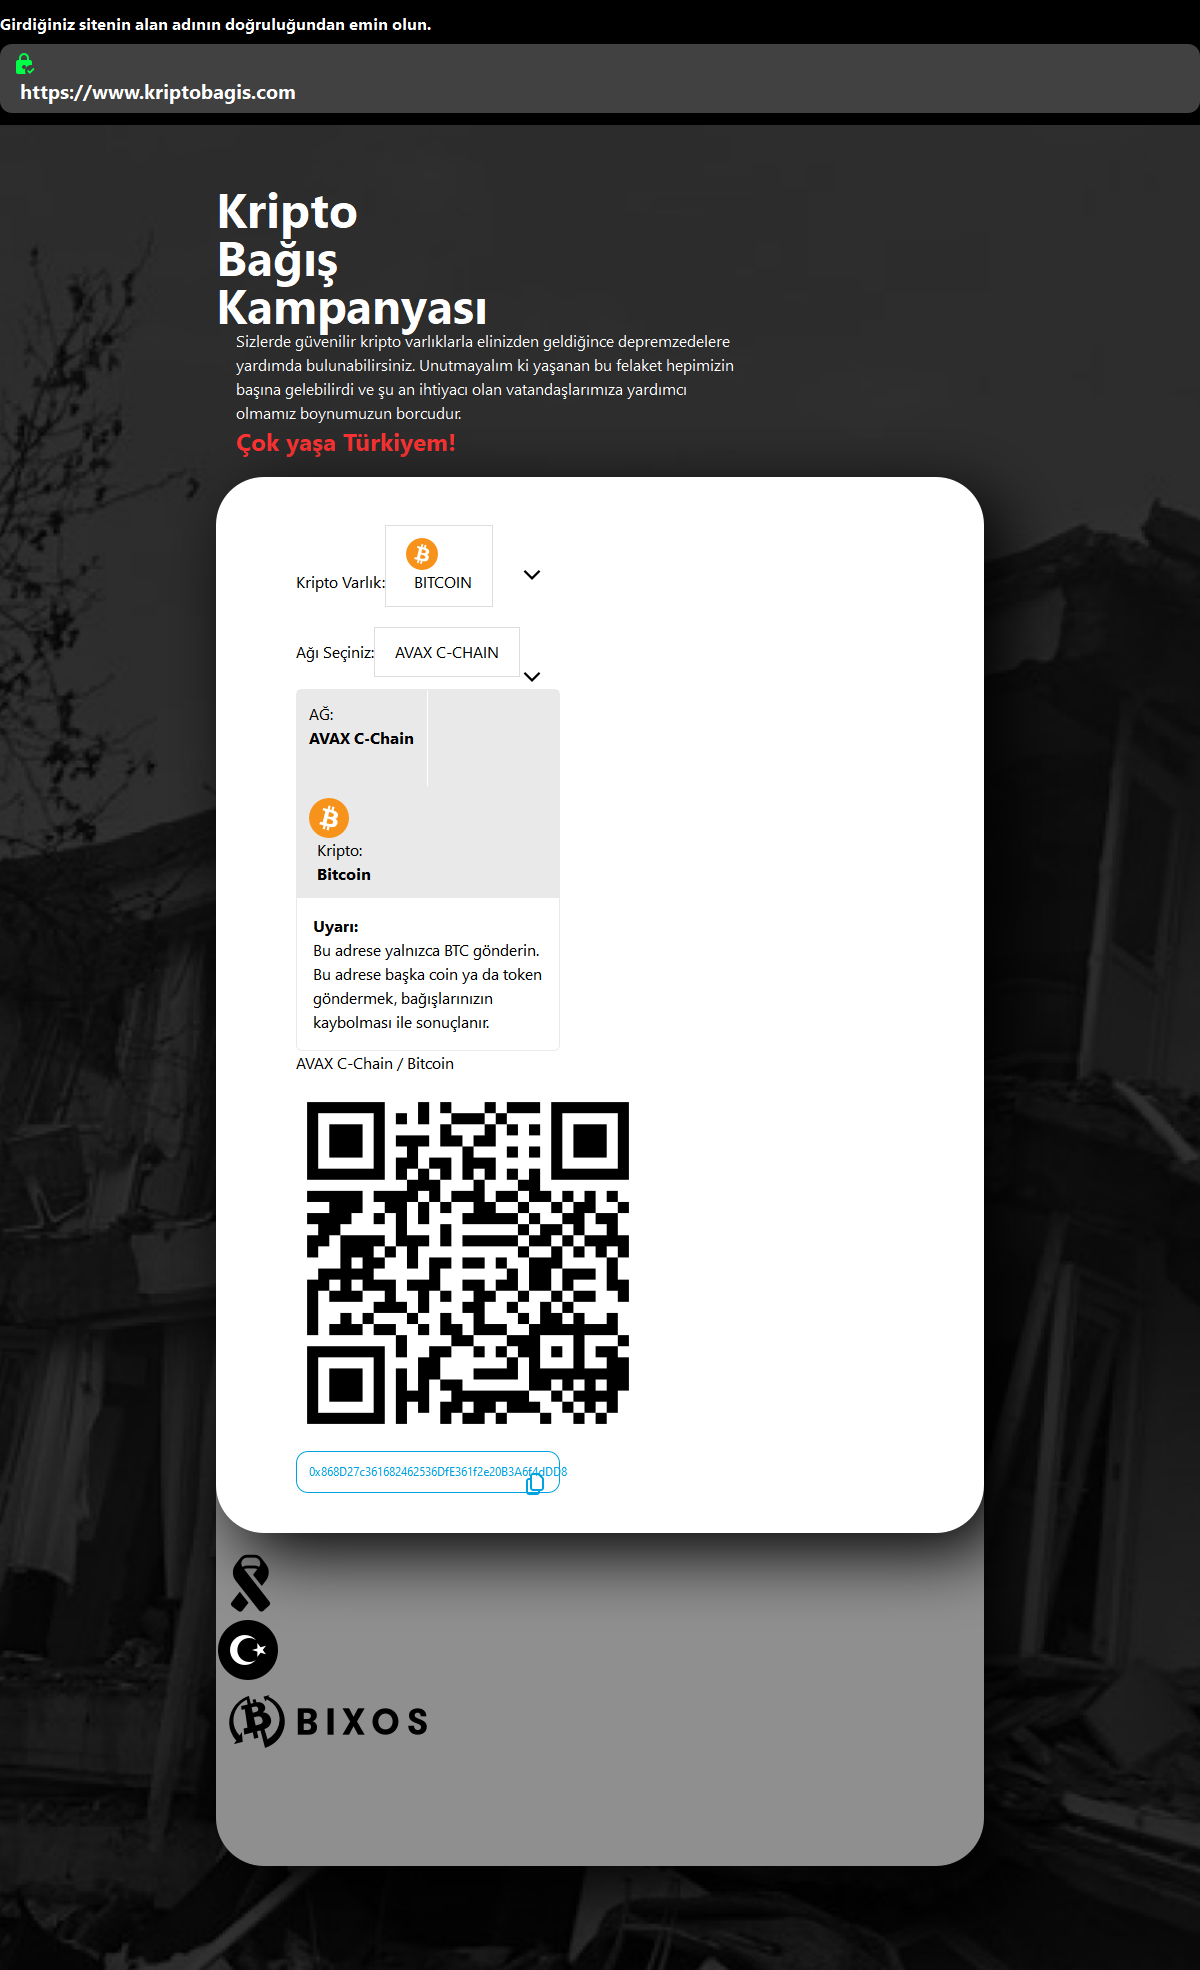 Girdiğiniz sitenin alan adının doğruluğundan emin olun.
https://www.kriptobagis.com
Kripto
Bağış
Kampanyası
Sizlerde güvenilir kripto varlıklarla elinizden geldiğince depremzedelere
yardımda bulunabilirsiniz. Unutmayalım ki yaşanan bu felaket hepimizin
başına gelebilirdi ve şu an ihtiyacı olan vatandaşlarımıza yardımcı
olmamız boynumuzun borcudur.
Çok yaşa Türkiyem!
Kripto Varlık: BITCOIN
Ağı Seçiniz: AVAX C-CHAIN
AĞ:
AVAX C-Chain
Kripto:
Bitcoin
Uyarı:
Bu adrese yalnızca BTC gönderin.
Bu adrese başka coin ya da token
göndermek, bağışlarınızın
kaybolması ile sonuçlanır.
AVAX C-Chain / Bitcoin
0x868D27c361682462536DfE361f2e20B3A6f4dDD8
BIXOS